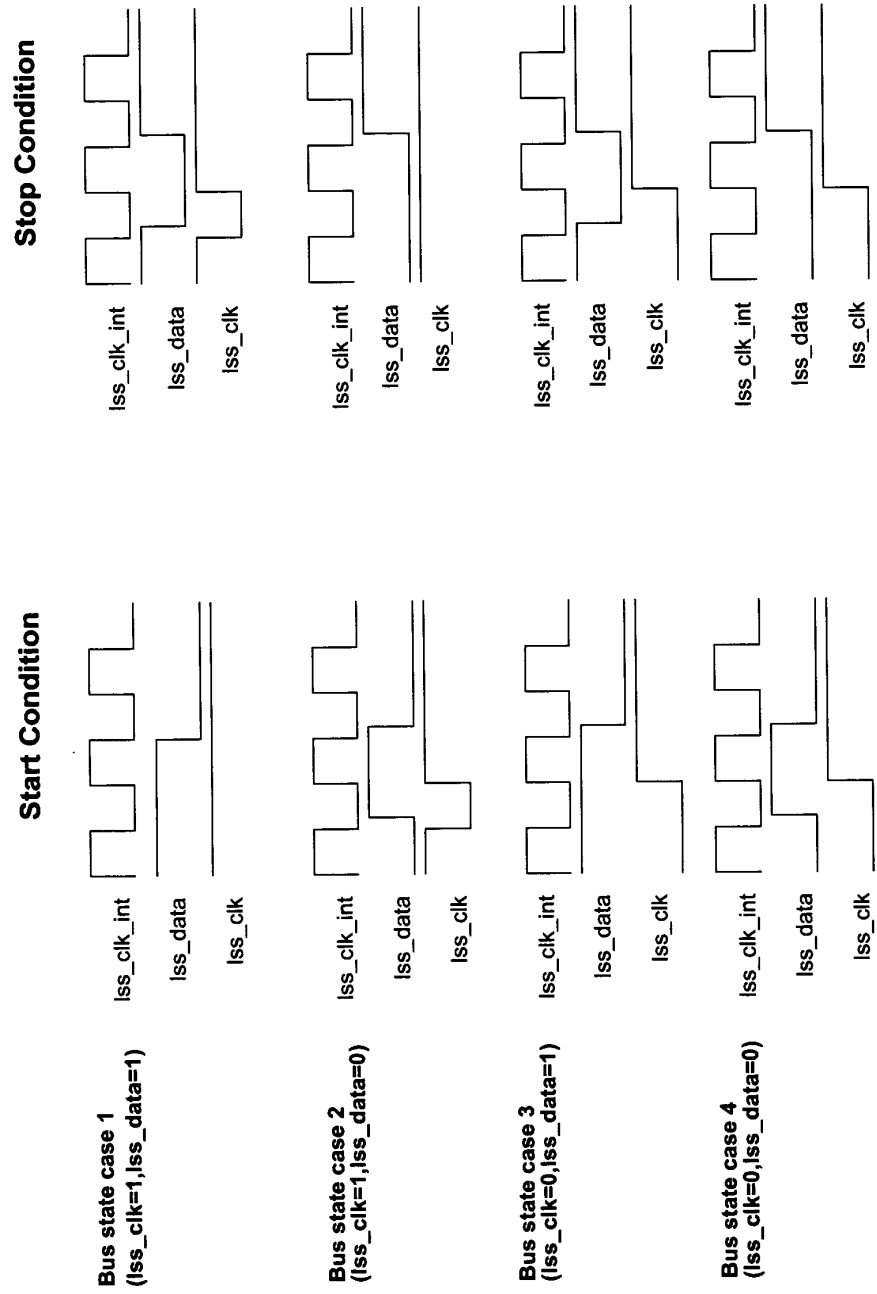 Start Condition
Stop Condition
Bus state case 1
(lss_clk=1,lss_data=1)
lss_clk_int
lss_data
lss_clk
lss_clk_int
lss_data
lss_clk
Bus state case 2
(lss_clk=1,lss_data=0)
lss_clk_int
lss_data
lss_clk
lss_clk_int
lss_data
lss_clk
Bus state case 3
(lss_clk=0,lss_data=1)
lss_clk_int
lss_data
lss_clk
lss_clk_int
lss_data
lss_clk
Bus state case 4
(lss_clk=0,lss_data=0)
lss_clk_int
lss_data
lss_clk
lss_clk_int
lss_data
lss_clk